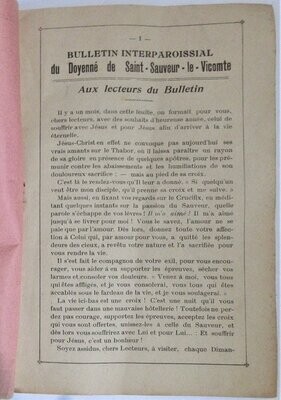 — 1 —
BULLETIN INTERPAROISSIAL
du Doyenné de Saint-Sauveur-le-Vicomte
Aux lecteurs du Bulletin
Il y a un mois, dans cette feuille, on formait pour vous,
chers lecteurs, avec des souhaits d'heureuse année, celui de
souffrir avec Jésus et pour Jésus afin d'arriver à la vie
éternelle.
Jésus-Christ en effet ne convoque pas aujourd'hui ses
vrais amants sur le Thabor, où il laissa paraître un rayon
de sa gloire en présence de quelques apôtres, pour les pré-
munir contre les abaissements et les humiliations de son
douloureux sacrifice ; — mais au pied de sa croix.
C'est là le rendez-vous qu'Il leur a donné. « Si quelqu'un
veut être mon disciple, qu'il prenne sa croix et me suive ».
Mais aussi, en fixant vos regards sur le Crucifix, en mé-
ditant quelques instants sur la passion du Sauveur, quelle
parole s'échappe de vos lèvres ! Il m'a aimé ! Il m'a aimé
jusqu'à se livrer pour moi ! Vous le savez, l'amour ne se
paie que par l'amour. Dès lors, donnez toute votre affec-
tion à Celui qui, par amour pour vous, a quitté les splen-
deurs des cieux, a revêtu notre nature et l'a sacrifiée pour
vous rendre la vie.
Il s'est fait le compagnon de votre exil, pour vous encou-
rager, vous aider à en supporter les épreuves, sécher vos
larmes et consoler vos douleurs. « Venez à moi, vous tous
qui êtes affligés, et je vous consolerai, vous tous qui êtes
accablés sous le fardeau de la vie, et je vous soulagerai. »
La vie ici-bas est une croix ! C'est une nuit qu'il vous
faut passer dans une mauvaise hôtellerie ! Toutefois ne per-
dez pas courage, supportez les épreuves, acceptez les croix
qui vous sont offertes, unissez-les à celle du Sauveur, et
dès lors vous souffrirez avec Lui et pour Lui... : Et souffrir
pour Jésus, c'est un bonheur !
Soyez assidus, chers Lecteurs, à visiter, chaque Diman-